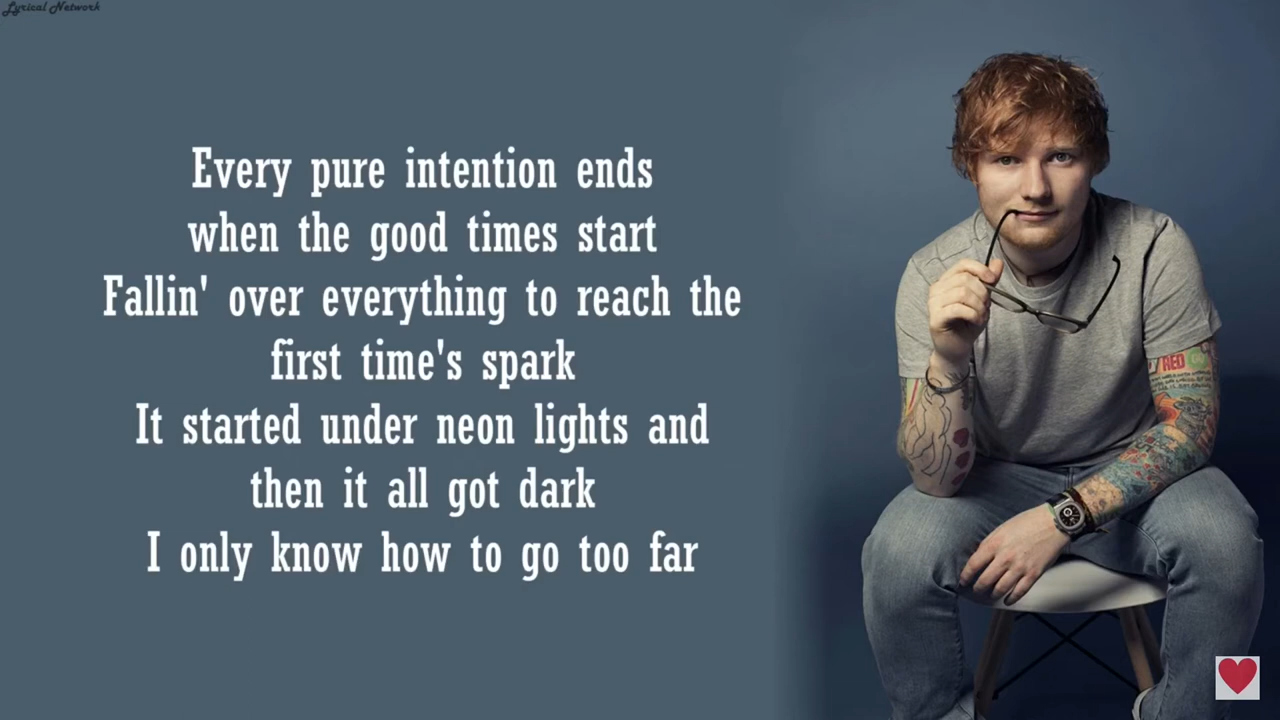 Lyrical Network
Every pure intention ends
when the good times start
Fallin' over everything to reach the
first time's spark
It started under neon lights and
then it all got dark
I only know how to go too far
RED